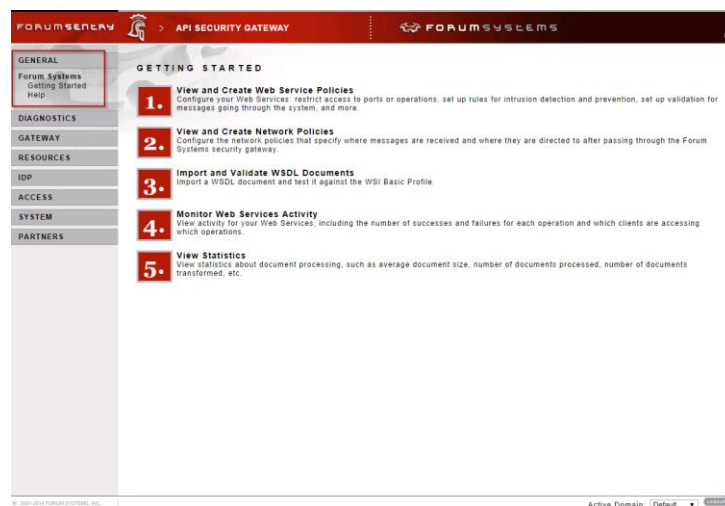 FORUMSENTRY
> API SECURITY GATEWAY
FORUMSYSTEMS
GENERAL
Forum Systems
Getting Started
Help
DIAGNOSTICS
GATEWAY
RESOURCES
IDP
ACCESS
SYSTEM
PARTNERS
GETTING STARTED
1.
View and Create Web Service Policies
Configure your Web Services: restrict access to ports or operations, set up rules for intrusion detection and prevention, set up validation for
messages going through the system, and more.
2.
View and Create Network Policies
Configure the network policies that specify where messages are received and where they are directed to after passing through the Forum
Systems security gateway.
3.
Import and Validate WSDL Documents
Import a WSDL document and test it against the WSI Basic Profile.
4.
Monitor Web Services Activity
View activity for your Web Services, including the number of successes and failures for each operation and which clients are accessing
which operations.
5.
View Statistics
View statistics about document processing, such as average document size, number of documents processed, number of documents
transformed, etc.
© 2001-2014 FORUM SYSTEMS, INC.
Active Domain: Default